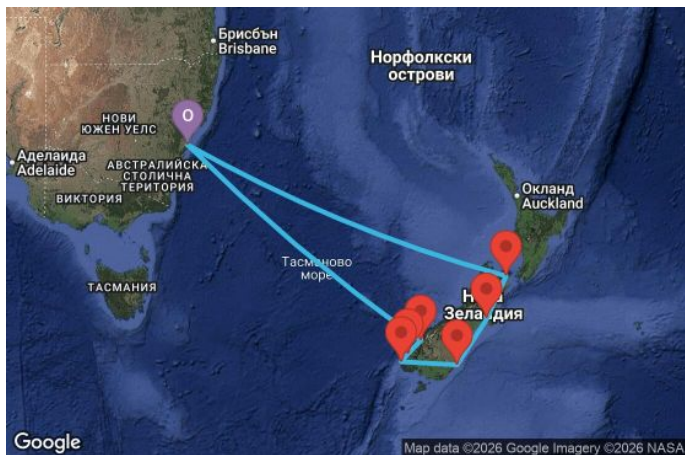 Брисбън
Brisbane
Норфолкски
острови
НОВИ
ЮЖЕН УЕЛС
O
Аделаида
Adelaide
АВСТРАЛИЙСКА
СТОЛИЧНА
ТЕРИТОРИЯ
ВИКТОРИЯ
Окланд
Auckland
Тасманово
море
ТАСМАНИЯ
Зеландия
Google
Map data ©2026 Google Imagery ©2026 NASA